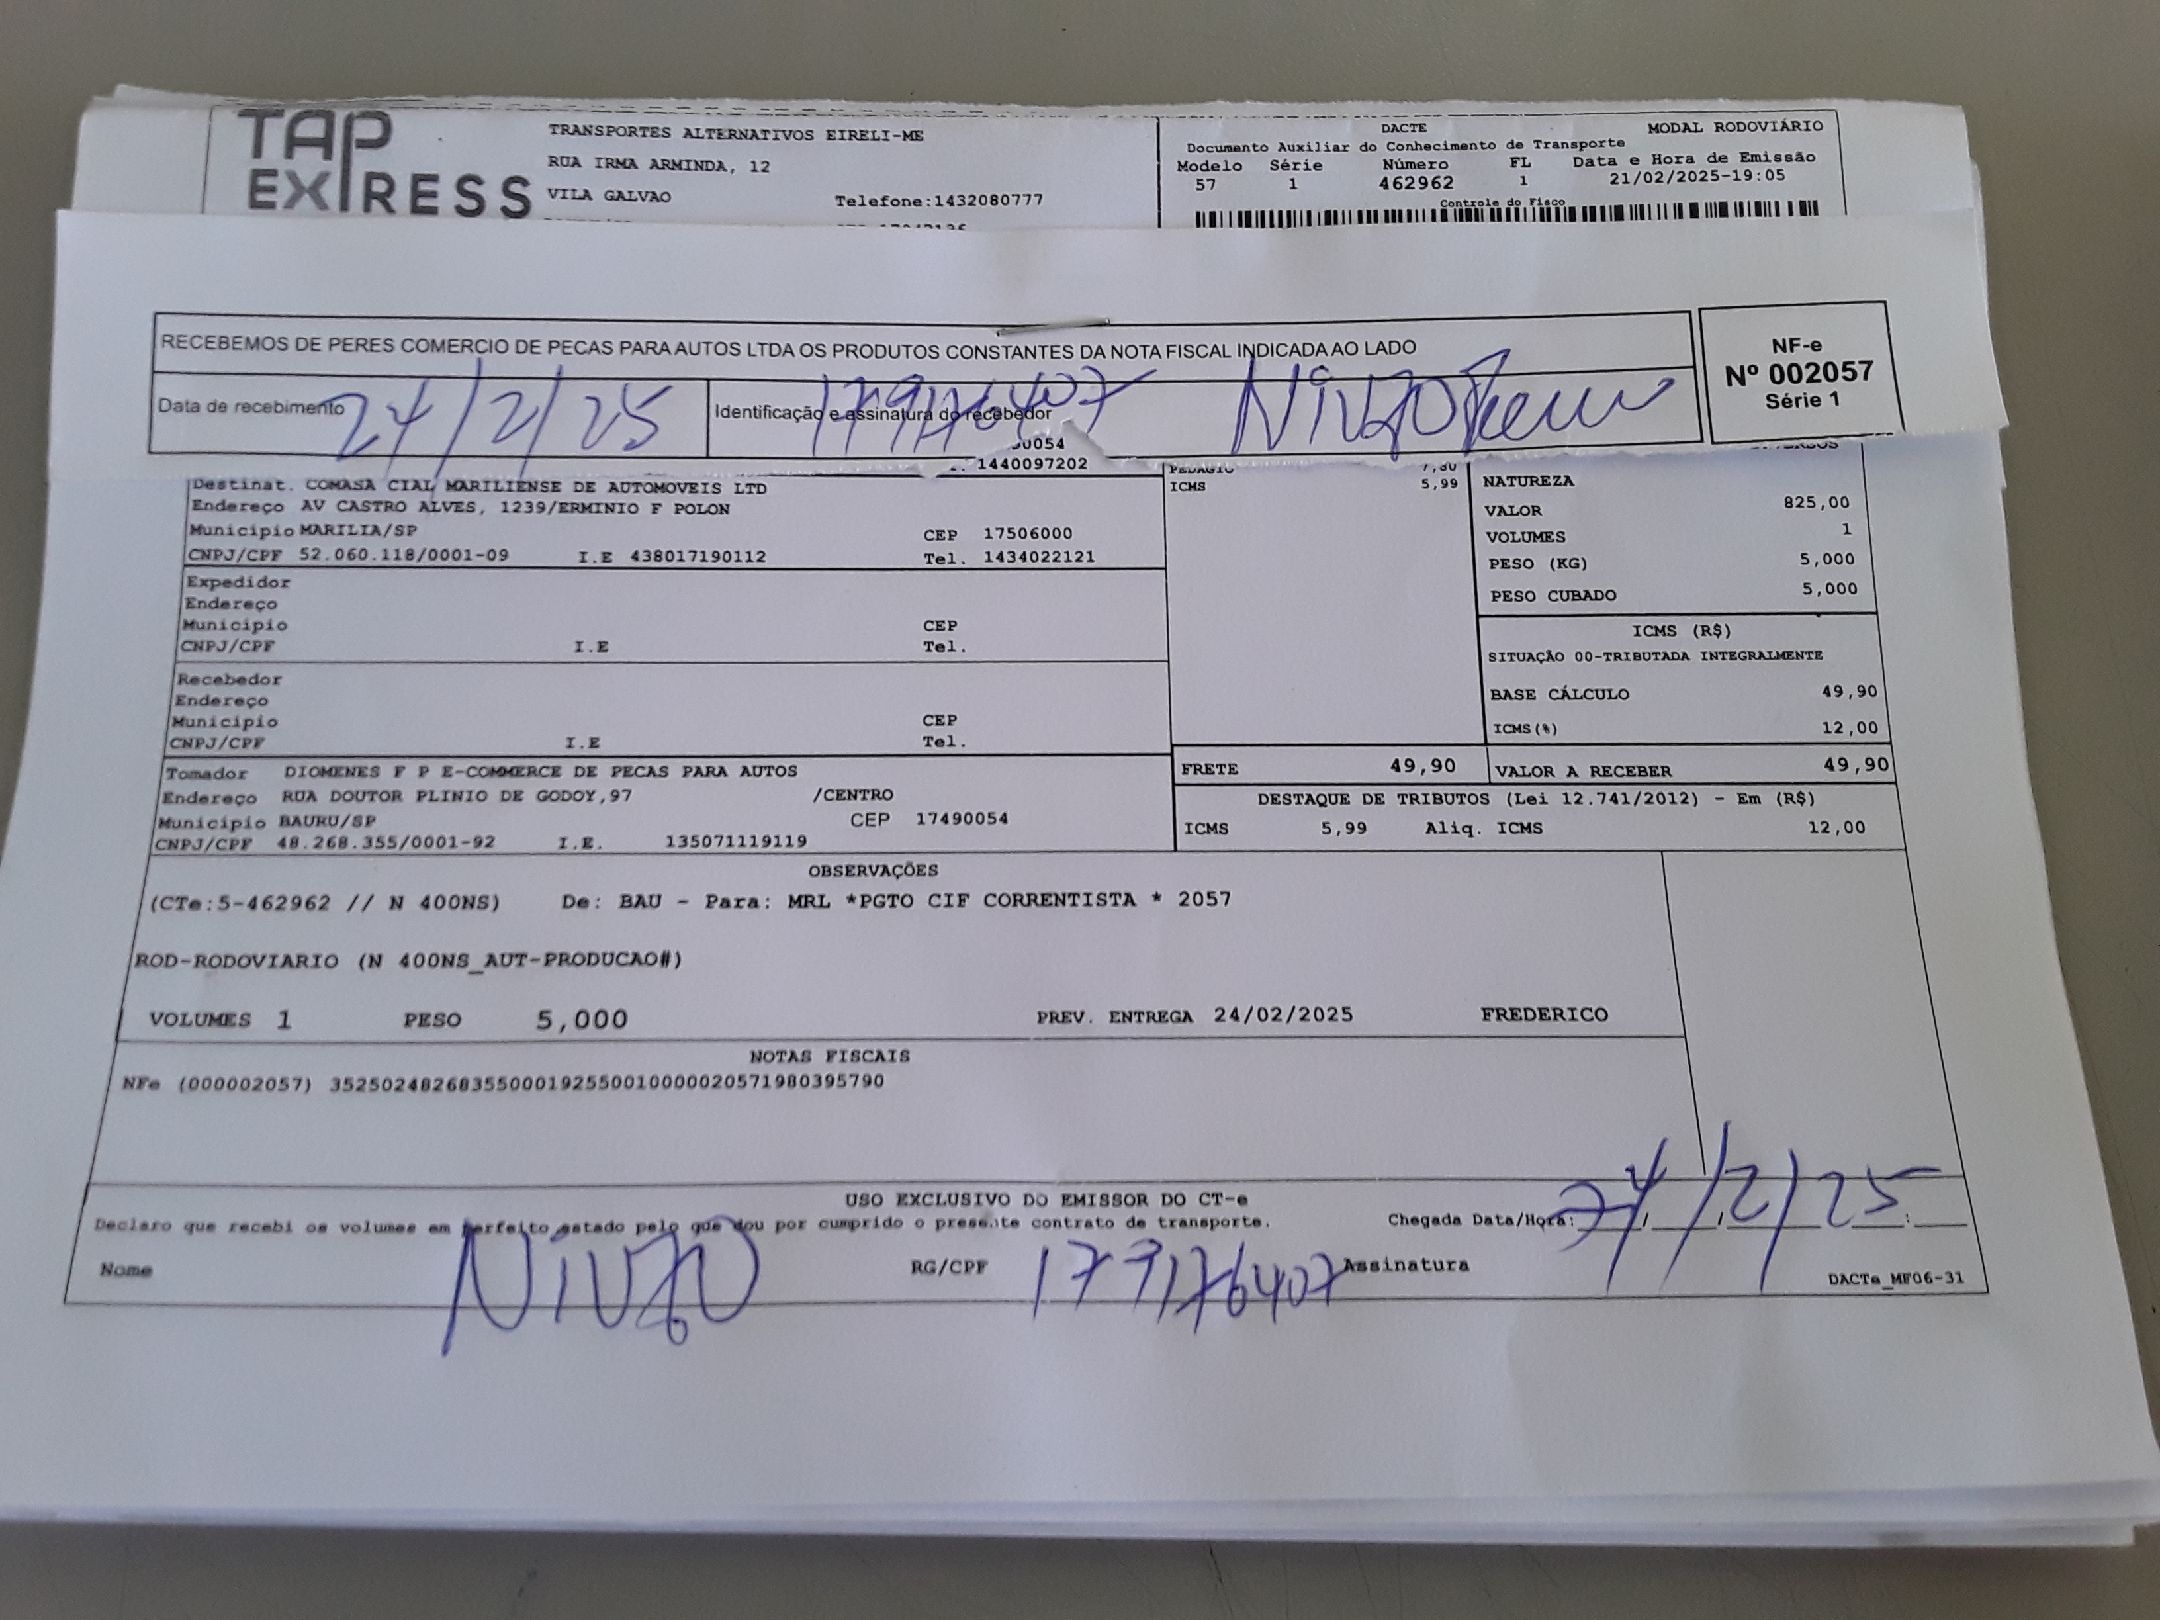 TAP EXPRESS
TRANSPORTES ALTERNATIVOS EIRELI-ME
RUA IRMA ARMINDA, 12
VILA GALVAO Telefone:1432080777
DACTE MODAL RODOVIÁRIO
Documento Auxiliar do Conhecimento de Transporte
Modelo Série Número FL Data e Hora de Emissão
57 1 462962 1 21/02/2025-19:05
Controle do Fisco
RECEBEMOS DE PERES COMERCIO DE PECAS PARA AUTOS LTDA OS PRODUTOS CONSTANTES DA NOTA FISCAL INDICADA AO LADO
NF-e
Nº 002057
Série 1
Data de recebimento 24/2/25
Identificação e assinatura do recebedor 179176407
0054
1440097202
Destinat. COMASA CIAL MARILIENSE DE AUTOMOVEIS LTD
Endereço AV CASTRO ALVES, 1239/ERMINIO F POLON
Municipio MARILIA/SP CEP 17506000
CNPJ/CPF 52.060.118/0001-09 I.E 438017190112 Tel. 1434022121
Expedidor
Endereço
Municipio CEP
CNPJ/CPF I.E Tel.
Recebedor
Endereço
Municipio CEP
CNPJ/CPF I.E Tel.
Tomador DIOMENES F P E-COMMERCE DE PECAS PARA AUTOS
Endereço RUA DOUTOR PLINIO DE GODOY,97 /CENTRO
Municipio BAURU/SP CEP 17490054
CNPJ/CPF 48.268.355/0001-92 I.E. 135071119119
PEDAGIO 7,80
ICMS 5,99
NATUREZA
VALOR 825,00
VOLUMES 1
PESO (KG) 5,000
PESO CUBADO 5,000
ICMS (R$)
SITUAÇÃO 00-TRIBUTADA INTEGRALMENTE
BASE CÁLCULO 49,90
ICMS(%) 12,00
FRETE 49,90 VALOR A RECEBER 49,90
DESTAQUE DE TRIBUTOS (Lei 12.741/2012) - Em (R$)
ICMS 5,99 Aliq. ICMS 12,00
OBSERVAÇÕES
(CTe:5-462962 // N 400NS) De: BAU - Para: MRL *PGTO CIF CORRENTISTA * 2057
ROD-RODOVIARIO (N 400NS_AUT-PRODUCAO#)
VOLUMES 1 PESO 5,000 PREV. ENTREGA 24/02/2025 FREDERICO
NOTAS FISCAIS
NFe (000002057) 35250248268355000192550010000020571980395790
USO EXCLUSIVO DO EMISSOR DO CT-e
Declaro que recebi os volumes em perfeito estado pelo que dou por cumprido o presente contrato de transporte. Chegada Data/Hora: 24/2/25
Nome RG/CPF 179176407 Assinatura
DACTe_MF06-31